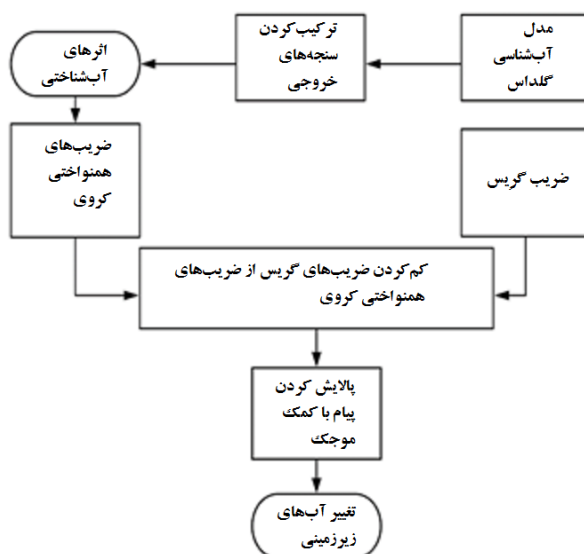 مدل
آب‌شناسی
گلداس
ترکیب‌کردن
سنجه‌های
خروجی
اثرهای
آب‌شناختی
ضریب‌های
همنواختی
کروی
ضریب گریس
کم‌کردن ضریب‌های گریس از ضریب‌های
همنواختی کروی
پالایش کردن
پیام با کمک
موجک
تغییر آب‌های
زیرزمینی